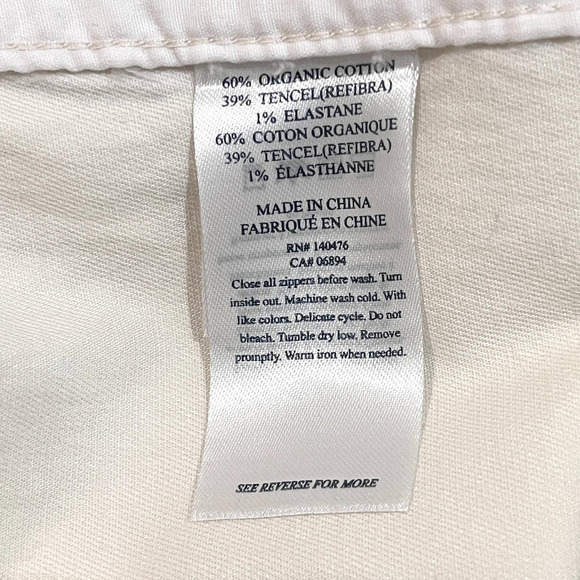 60% ORGANIC COTTON
39% TENCEL(REFIBRA)
1% ELASTANE
60% COTON ORGANIQUE
39% TENCEL(REFIBRA)
1% ÉLASTHANNE
MADE IN CHINA
FABRIQUÉ EN CHINE
RN# 140476
CA# 06894
Close all zippers before wash. Turn
inside out. Machine wash cold. With
like colors. Delicate cycle. Do not
bleach. Tumble dry low. Remove
promptly. Warm iron when needed.
SEE REVERSE FOR MORE